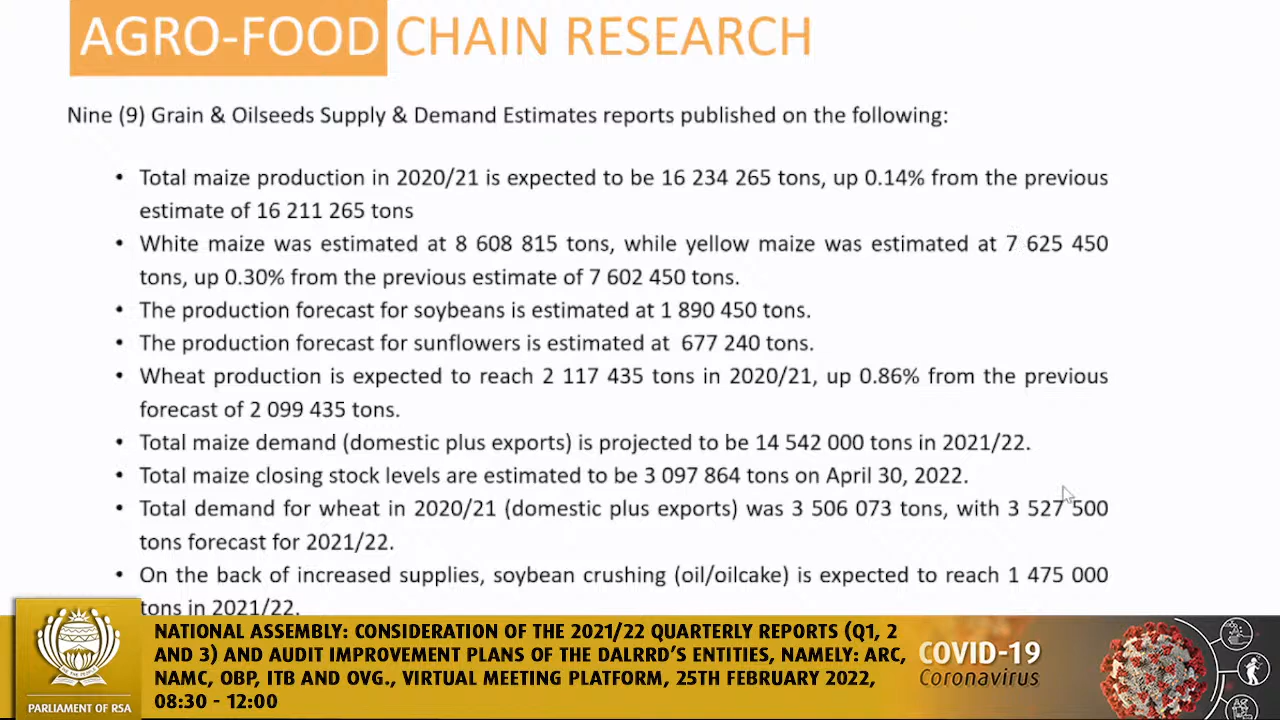 AGRO-FOOD CHAIN RESEARCH
Nine (9) Grain & Oilseeds Supply & Demand Estimates reports published on the following:
• Total maize production in 2020/21 is expected to be 16 234 265 tons, up 0.14% from the previous
estimate of 16 211 265 tons
• White maize was estimated at 8 608 815 tons, while yellow maize was estimated at 7 625 450
tons, up 0.30% from the previous estimate of 7 602 450 tons.
• The production forecast for soybeans is estimated at 1 890 450 tons.
• The production forecast for sunflowers is estimated at 677 240 tons.
• Wheat production is expected to reach 2 117 435 tons in 2020/21, up 0.86% from the previous
forecast of 2 099 435 tons.
• Total maize demand (domestic plus exports) is projected to be 14 542 000 tons in 2021/22.
• Total maize closing stock levels are estimated to be 3 097 864 tons on April 30, 2022.
• Total demand for wheat in 2020/21 (domestic plus exports) was 3 506 073 tons, with 3 527 500
tons forecast for 2021/22.
• On the back of increased supplies, soybean crushing (oil/oilcake) is expected to reach 1 475 000
tons in 2021/22.
NATIONAL ASSEMBLY: CONSIDERATION OF THE 2021/22 QUARTERLY REPORTS (Q1, 2
AND 3) AND AUDIT IMPROVEMENT PLANS OF THE DALRRD'S ENTITIES, NAMELY: ARC,
NAMC, OBP, ITB AND OVG., VIRTUAL MEETING PLATFORM, 25TH FEBRUARY 2022,
08:30 - 12:00
PARLIAMENT OF RSA
COVID-19
Coronavirus